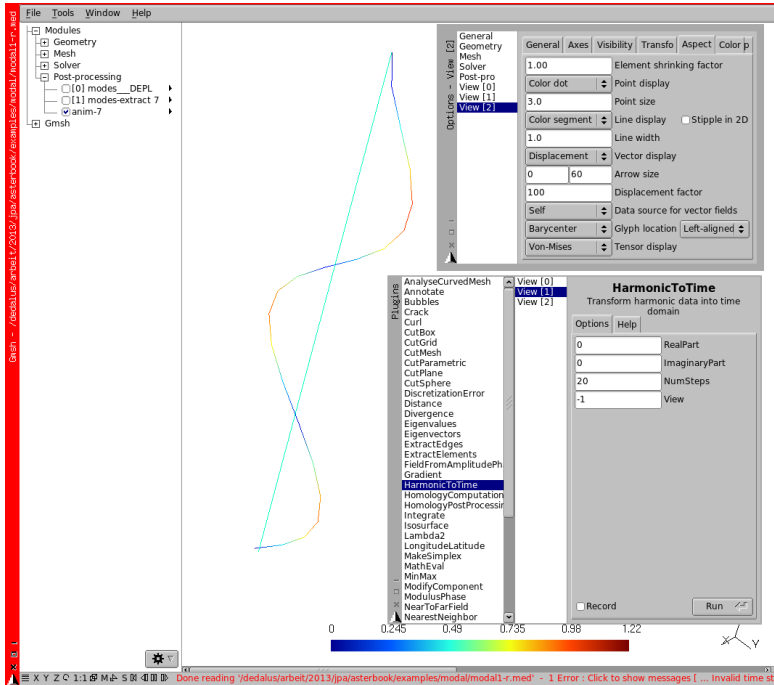 Gmsh - /dedalus/arbeit/2013/jpa/asterbook/examples/modal/modal1-r.med
File Tools Window Help
Modules
Geometry
Mesh
Solver
Post-processing
[0] modes__DEPL
[1] modes-extract 7
anim-7
Gmsh
Options - View [2]
General
Geometry
Mesh
Solver
Post-pro
View [0]
View [1]
View [2]
General Axes Visibility Transfo Aspect Color
1.00 Element shrinking factor
Color dot Point display
3.0 Point size
Color segment Line display Stipple in 2D
1.0 Line width
Displacement Vector display
0 60 Arrow size
100 Displacement factor
Self Data source for vector fields
Barycenter Glyph location Left-aligned
Von-Mises Tensor display
Plugins
AnalyseCurvedMesh
Annotate
Bubbles
Crack
Curl
CutBox
CutGrid
CutMesh
CutParametric
CutPlane
CutSphere
DiscretizationError
Distance
Divergence
Eigenvalues
Eigenvectors
ExtractEdges
ExtractElements
FieldFromAmplitudePh
Gradient
HarmonicToTime
HomologyComputation
HomologyPostProcessin
Integrate
Isosurface
Lambda2
LongitudeLatitude
MakeSimplex
MathEval
MinMax
ModifyComponent
ModulusPhase
NearToFarField
NearestNeighbor
View [0]
View [1]
View [2]
HarmonicToTime
Transform harmonic data into time
domain
Options Help
0 RealPart
0 ImaginaryPart
20 NumSteps
-1 View
Record Run
0 0.245 0.49 0.735 0.98 1.22
X Y Z
X Y Z 1:1 M S Done reading '/dedalus/arbeit/2013/jpa/asterbook/examples/modal/modal1-r.med' - 1 Error : Click to show messages [ ... Invalid time st